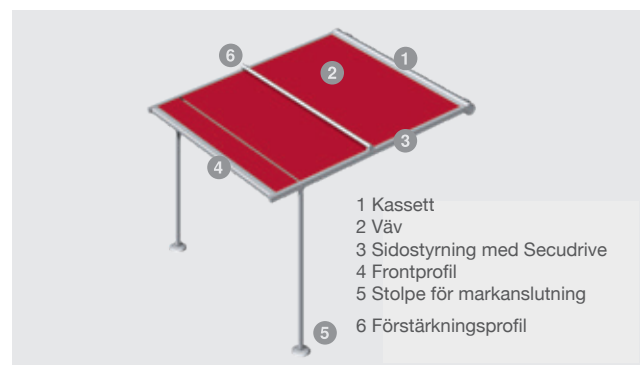 6
1
2
3
4
5
1 Kassett
2 Väv
3 Sidostyrning med Secudrive
4 Frontprofil
5 Stolpe för markanslutning
6 Förstärkningsprofil